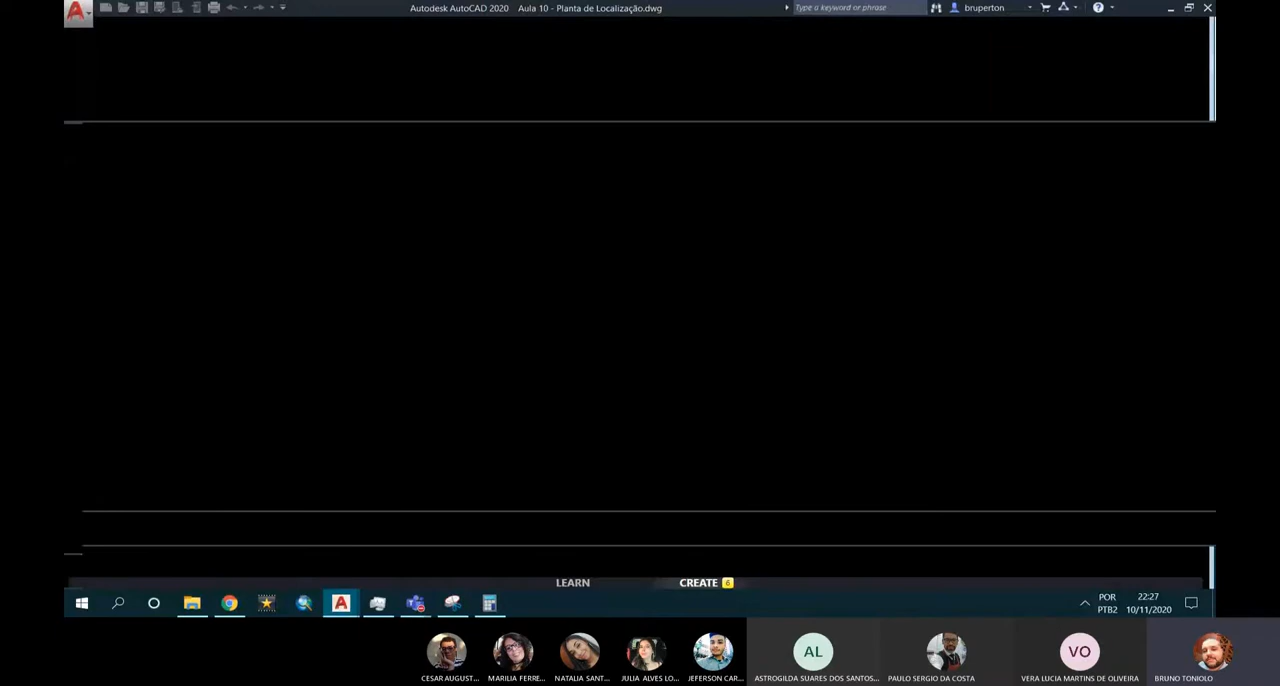 Autodesk AutoCAD 2020 Aula 10 - Planta de Localização.dwg
Type a keyword or phrase
bruperton
LEARN
CREATE 6
POR
PTB2
22:27
10/11/2020
AL
VO
CESAR AUGUST...
MARILIA FERRE...
NATALIA SANT...
JULIA ALVES LO...
JEFERSON CAR...
ASTROGILDA SUARES DOS SANTOS...
PAULO SERGIO DA COSTA
VERA LUCIA MARTINS DE OLIVEIRA
BRUNO TONIOLO